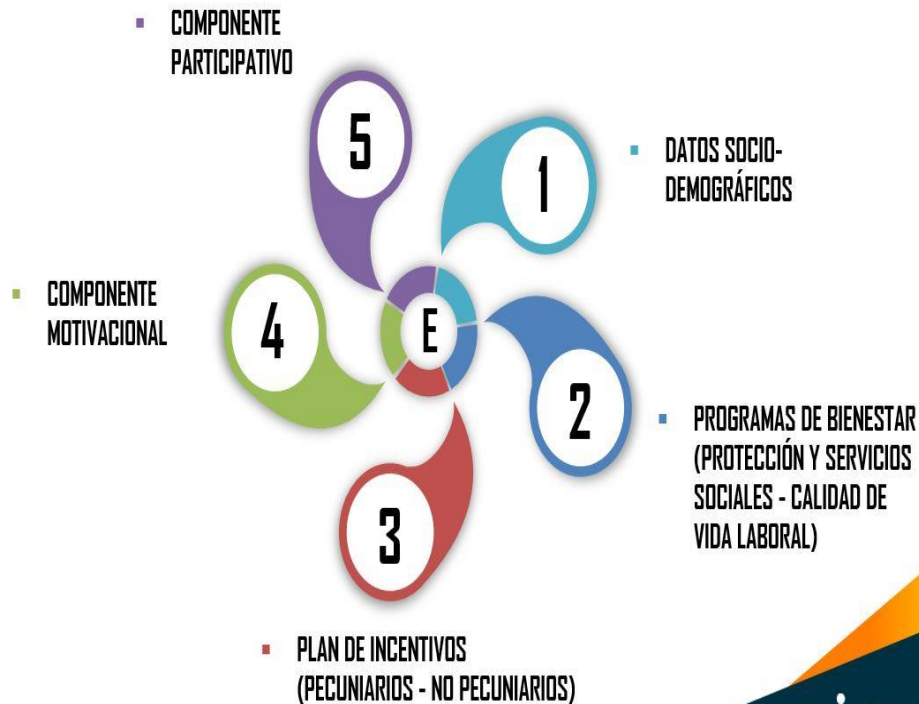 ▪ COMPONENTE
PARTICIPATIVO
5
1
▪ DATOS SOCIO-
DEMOGRÁFICOS
▪ COMPONENTE
MOTIVACIONAL
4
E
2
▪ PROGRAMAS DE BIENESTAR
(PROTECCIÓN Y SERVICIOS
SOCIALES - CALIDAD DE
VIDA LABORAL)
3
▪ PLAN DE INCENTIVOS
(PECUNIARIOS - NO PECUNIARIOS)